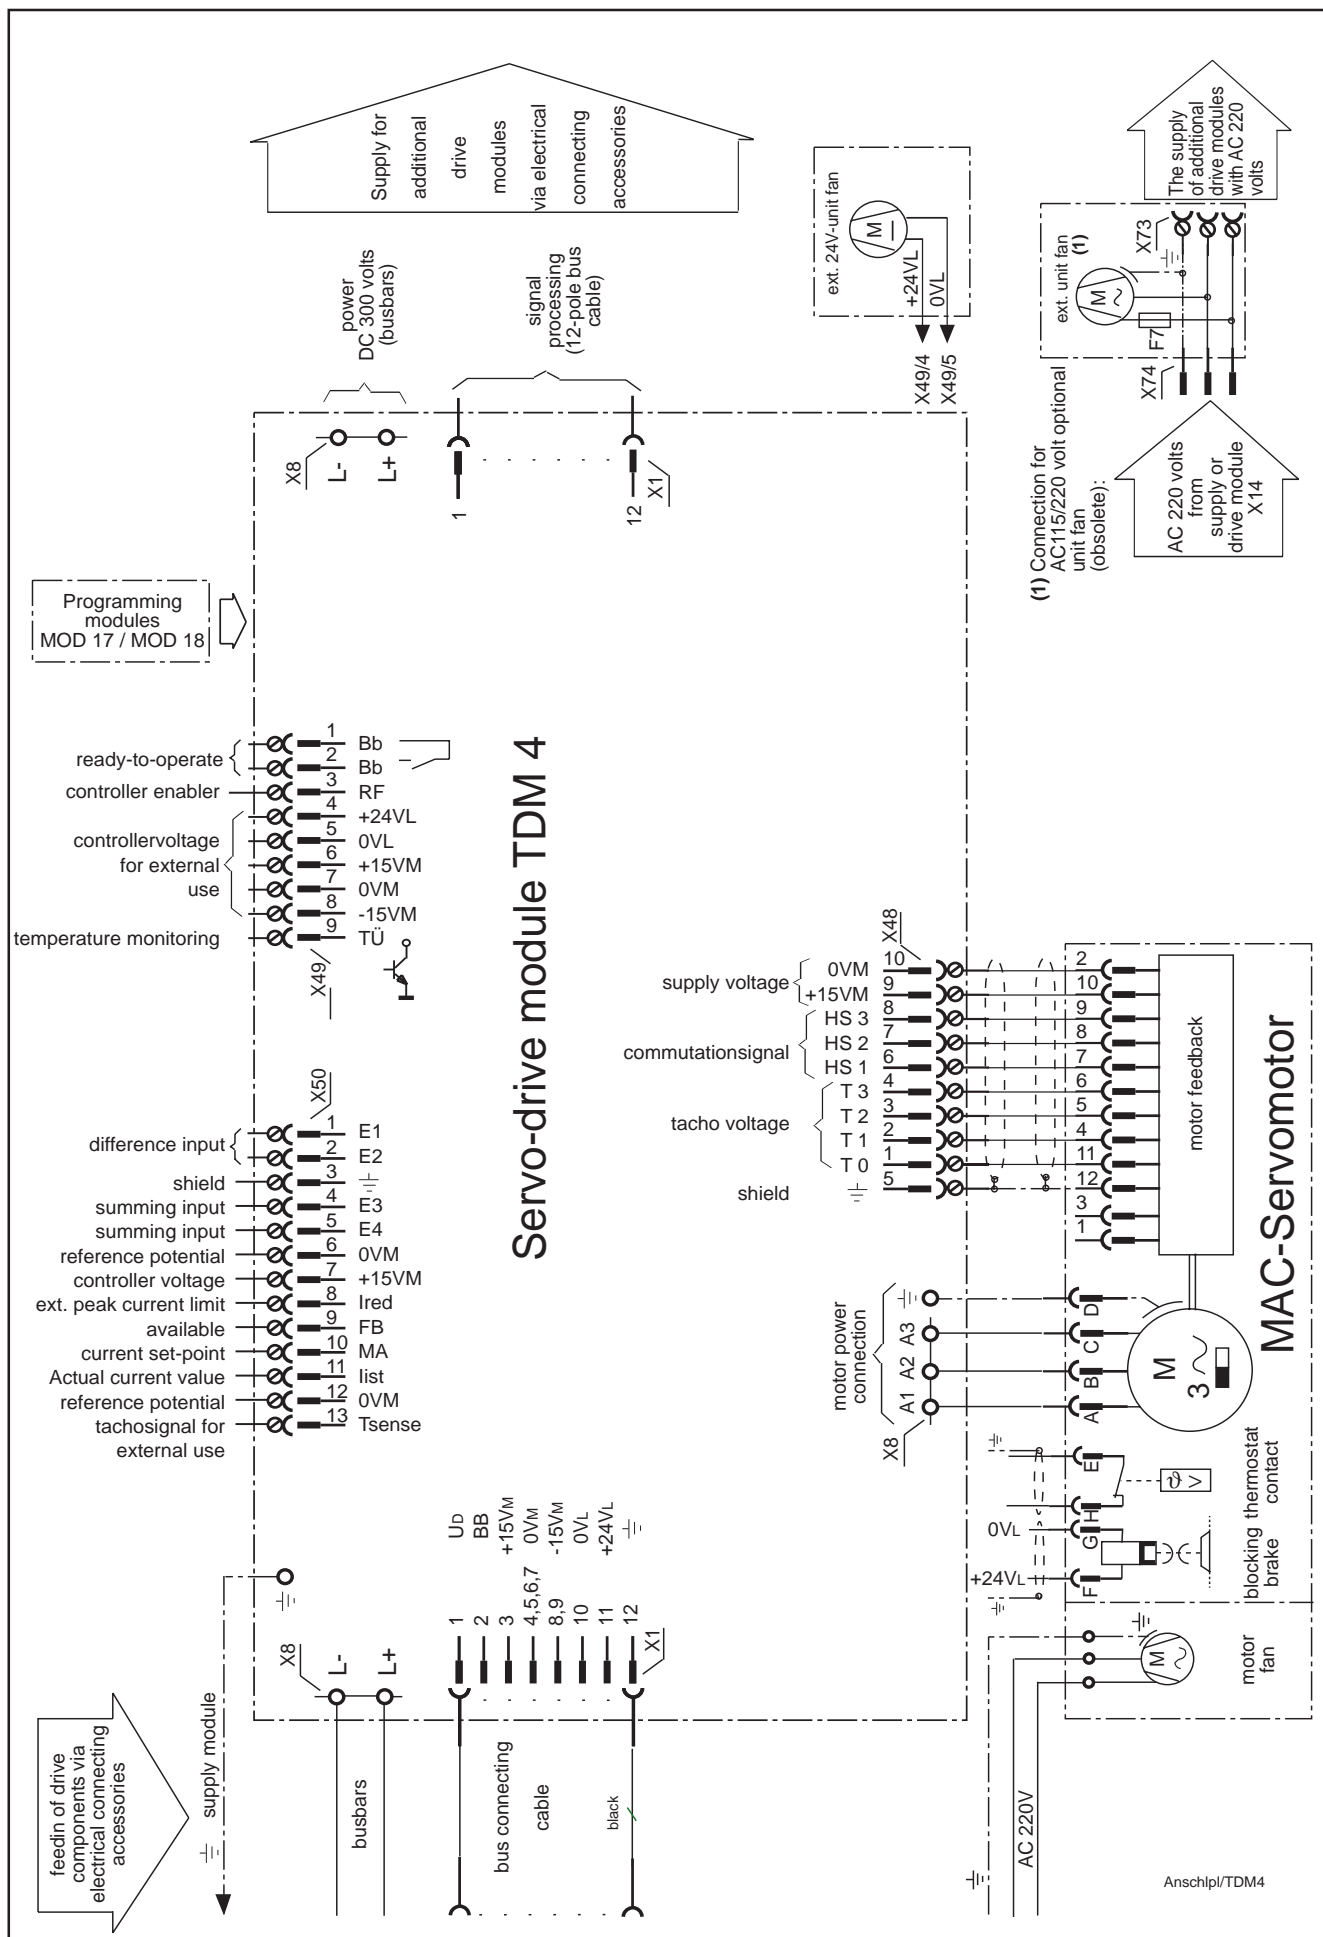 Supply for
additional
drive
modules
via electrical
connecting
accessories
The supply
of additional
drive modules
with AC 220
volts
power
DC 300 volts
(busbars)
signal
processing
(12-pole bus
cable)
ext. 24V-unit fan
M
+24VL
0VL
X49/4
X49/5
ext. unit fan
(1)
M
F7
X73
X74
(1) Connection for
AC115/220 volt optional
unit fan
(obsolete):
AC 220 volts
from
supply or
drive module
X14
X8
L-
L+
1
12
X1
Programming
modules
MOD 17 / MOD 18
ready-to-operate
1 Bb
2 Bb
controller enabler 3 RF
controllervoltage
for external
use
4 +24VL
5 0VL
6 +15VM
7 0VM
8 -15VM
temperature monitoring 9 TÜ
X49
Servo-drive module TDM 4
X50
difference input
1 E1
2 E2
shield 3
summing input 4 E3
summing input 5 E4
reference potential 6 0VM
controller voltage 7 +15VM
ext. peak current limit 8 Ired
available 9 FB
current set-point 10 MA
Actual current value 11 Iist
reference potential 12 0VM
tachosignal for
external use
13 Tsense
X48
supply voltage
0VM 10 2
+15VM 9 10
commutationsignal
HS 3 8 9
HS 2 7 8
HS 1 6 7
tacho voltage
T 3 4 6
T 2 3 5
T 1 2 4
T 0 1 11
shield 5 12
3
1
motor feedback
MAC-Servomotor
motor power
connection
X8
A1 A2 A3
A B C D
M
3
E
H
G
F
0VL
+24VL
ϑ >
thermostat
contact
blocking
brake
motor
fan
M
AC 220V
UD
BB
+15VM
0VM
-15VM
0VL
+24VL
1
2
3
4,5,6,7
8,9
10
11
12
X1
X8
L-
L+
feedin of drive
components via
electrical connecting
accessories
supply module
busbars
bus connecting
cable
black
Anschlpl/TDM4